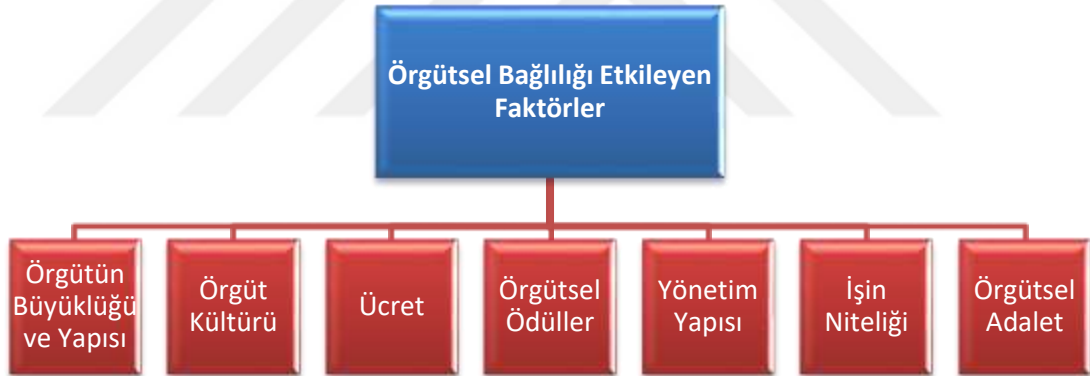 Örgütsel Bağlılığı Etkileyen
Faktörler
Örgütün
Büyüklüğü
ve Yapısı
Örgüt
Kültürü
Ücret
Örgütsel
Ödüller
Yönetim
Yapısı
İşin
Niteliği
Örgütsel
Adalet